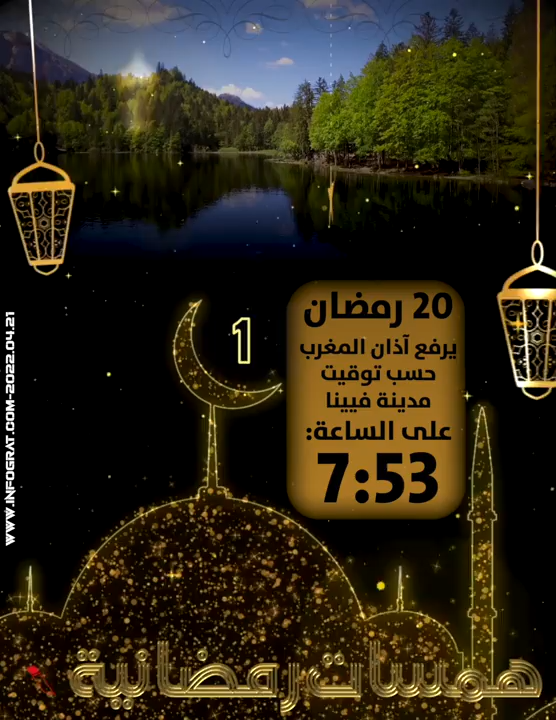 20 رمضان
يرفع آذان المغرب
حسب توقيت
مدينة فيينا
على الساعة:
7:53
1
WWW.INFOGRAT.COM-2022.04.21
همسات رمضانية